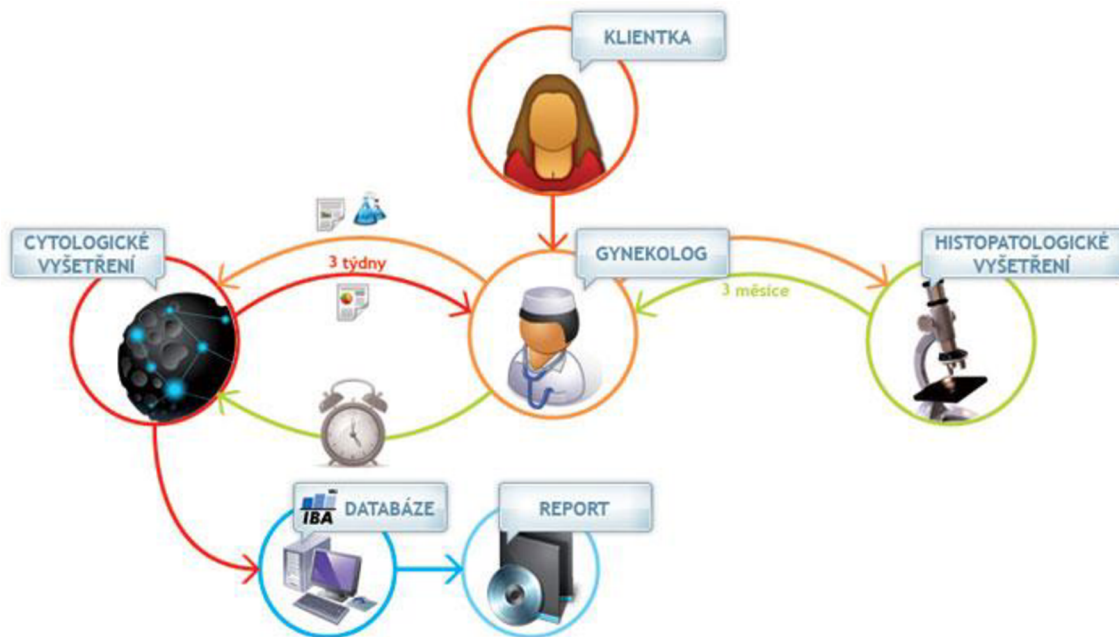 KLIENTKA
CYTOLOGICKÉ
VYŠETŘENÍ
3 týdny
GYNEKOLOG
HISTOPATOLOGICKÉ
VYŠETŘENÍ
3 měsíce
IBA
DATABÁZE
REPORT